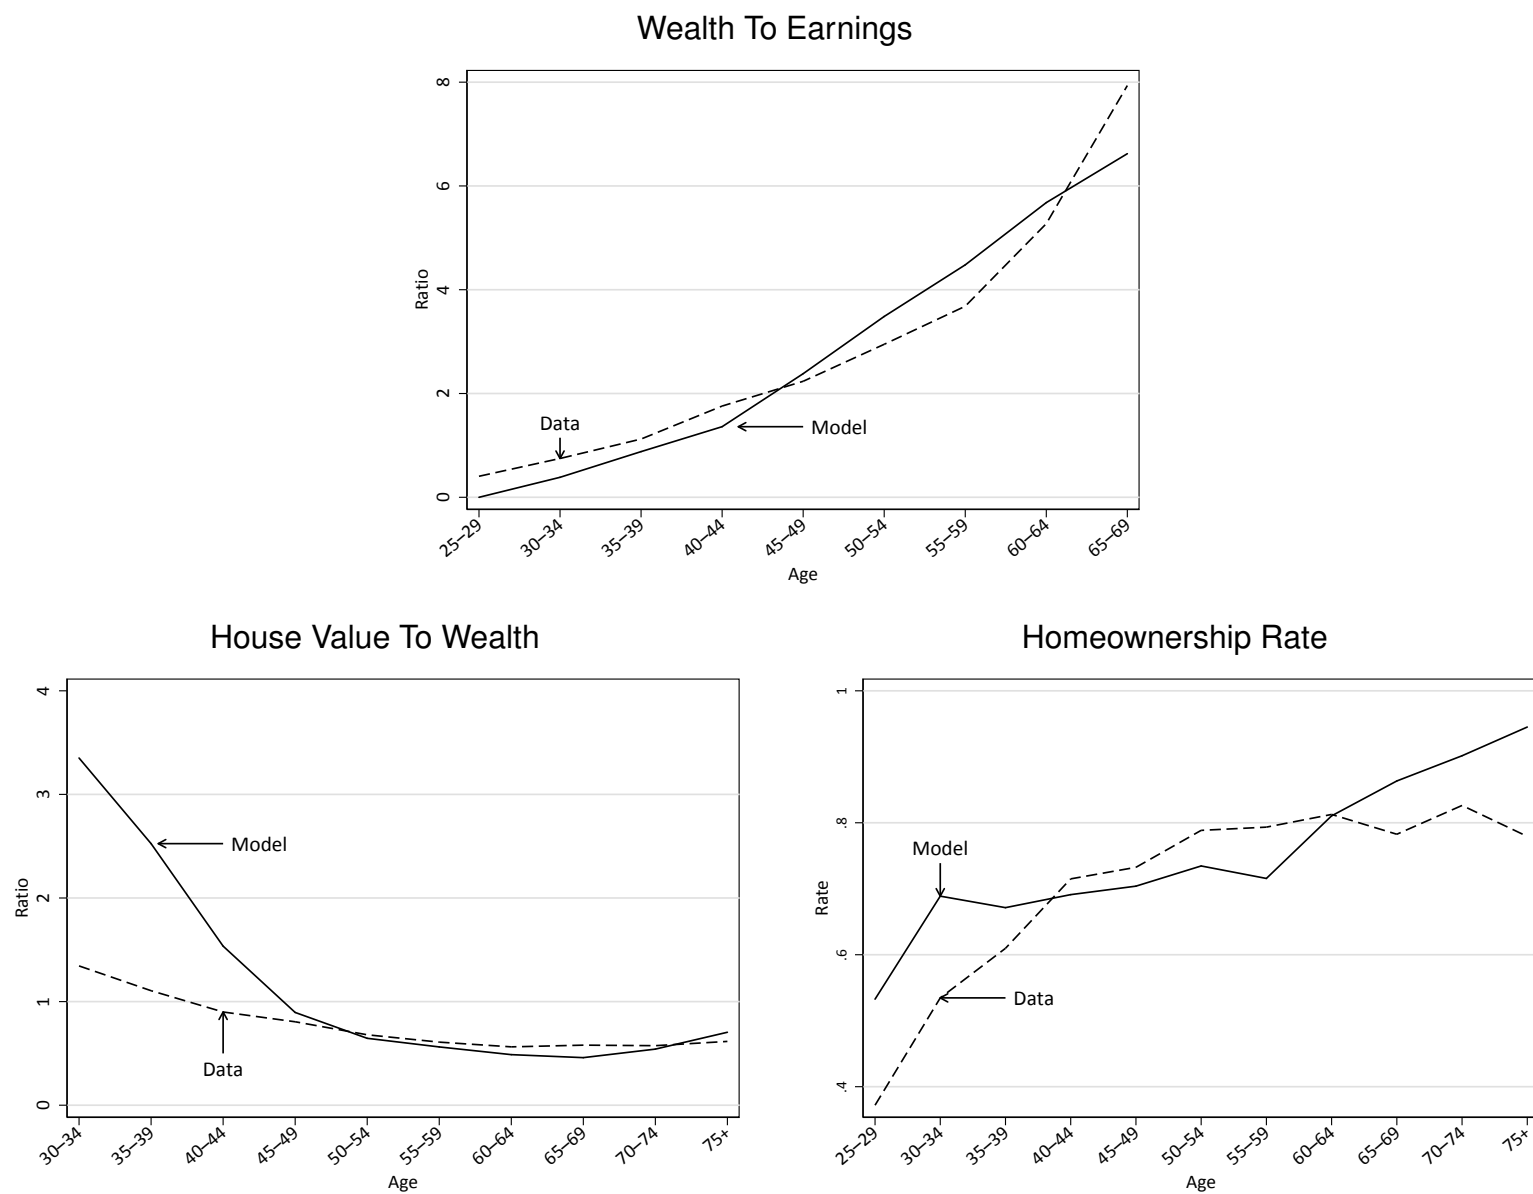 Wealth To Earnings
8
6
4
2
0
Ratio
Data
Model
25–29
30–34
35–39
40–44
45–49
50–54
55–59
60–64
65–69
Age
House Value To Wealth
4
3
2
1
0
Ratio
Model
Data
30–34
35–39
40–44
45–49
50–54
55–59
60–64
65–69
70–74
75+
Age
Homeownership Rate
1
.8
.6
.4
Rate
Model
Data
25–29
30–34
35–39
40–44
45–49
50–54
55–59
60–64
65–69
70–74
75+
Age